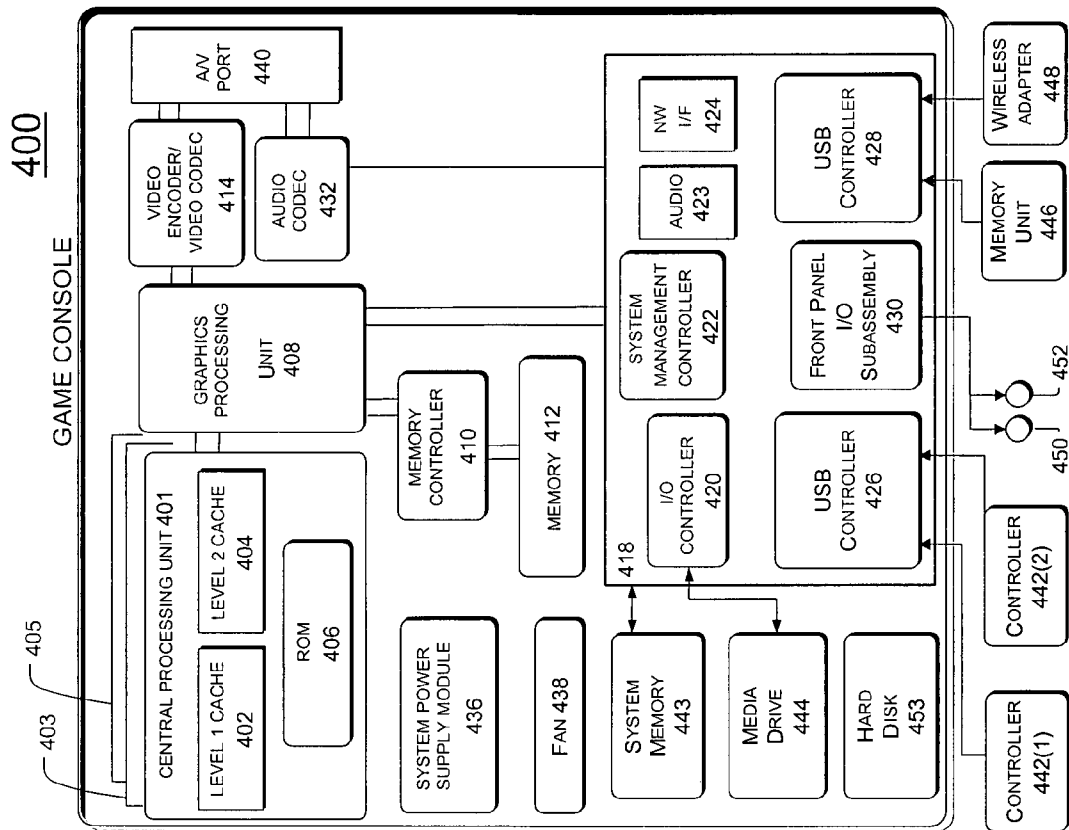 400
GAME CONSOLE
403
405
CENTRAL PROCESSING UNIT 401
LEVEL 1 CACHE
402
LEVEL 2 CACHE
404
ROM
406
GRAPHICS
PROCESSING
UNIT
408
VIDEO
ENCODER/
VIDEO CODEC
414
A/V
PORT
440
AUDIO
CODEC
432
MEMORY
CONTROLLER
410
MEMORY 412
SYSTEM POWER
SUPPLY MODULE
436
FAN 438
SYSTEM
MEMORY
443
MEDIA
DRIVE
444
HARD
DISK
453
418
I/O
CONTROLLER
420
SYSTEM
MANAGEMENT
CONTROLLER
422
AUDIO
423
NW
I/F
424
USB
CONTROLLER
426
FRONT PANEL
I/O
SUBASSEMBLY
430
USB
CONTROLLER
428
CONTROLLER
442(1)
CONTROLLER
442(2)
450
452
MEMORY
UNIT
446
WIRELESS
ADAPTER
448